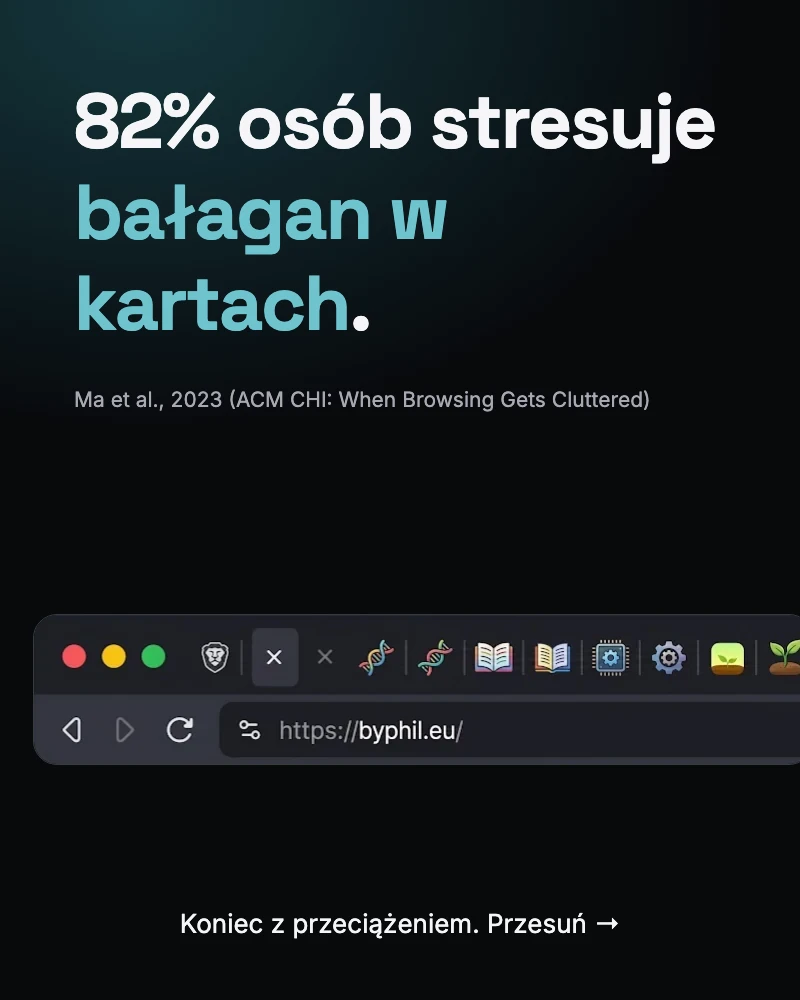 82% osób stresuje
bałagan w
kartach.
Ma et al., 2023 (ACM CHI: When Browsing Gets Cluttered)
https://byphil.eu/
Koniec z przeciążeniem. Przesuń →